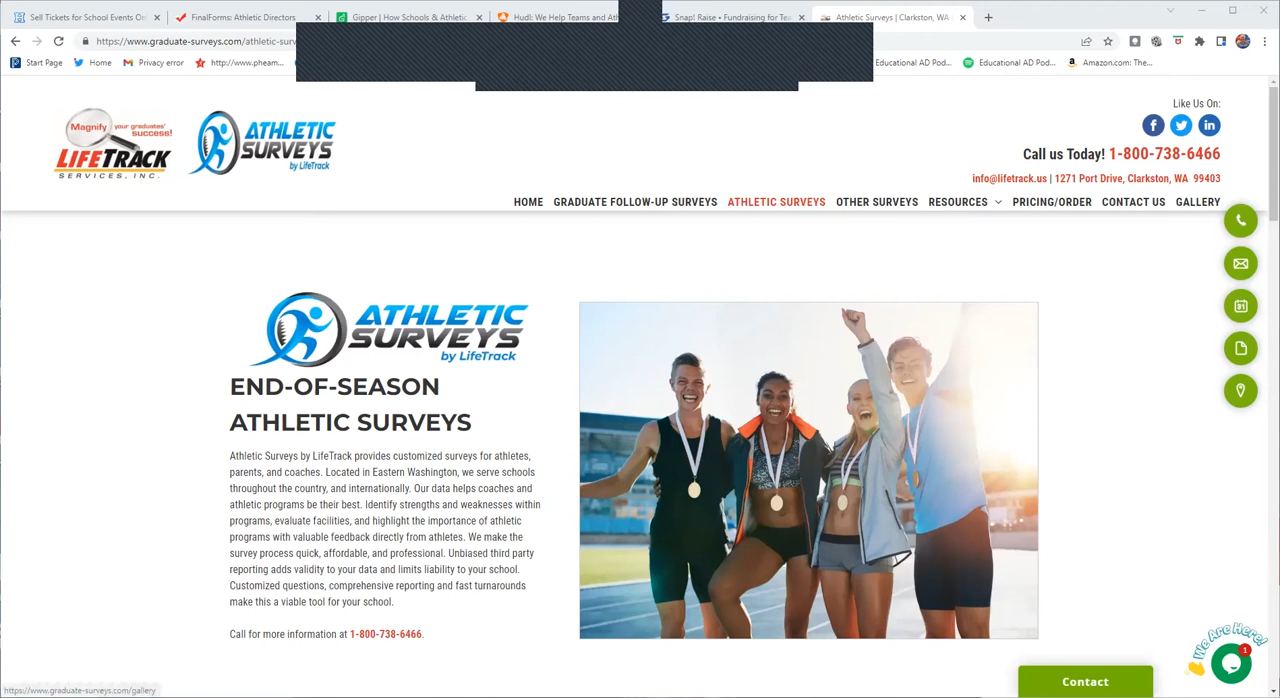 Sell Tickets for School Events On
FinalForms: Athletic Directors
Gipper | How Schools & Athletic
Hudl: We Help Teams and Ath
Snap! Raise • Fundraising for Tea
Athletic Surveys | Clarkston, WA
https://www.graduate-surveys.com/athletic-surv
Start Page
Home
Privacy error
http://www.pheam...
Educational AD Pod...
Educational AD Pod...
Amazon.com: The...
Magnify your graduates' success!
LIFETRACK
SERVICES, INC.
ATHLETIC
SURVEYS
by LifeTrack
Like Us On:
Call us Today! 1-800-738-6466
info@lifetrack.us | 1271 Port Drive, Clarkston, WA 99403
HOME GRADUATE FOLLOW-UP SURVEYS ATHLETIC SURVEYS OTHER SURVEYS RESOURCES PRICING/ORDER CONTACT US GALLERY
ATHLETIC
SURVEYS
by LifeTrack
END-OF-SEASON
ATHLETIC SURVEYS
Athletic Surveys by LifeTrack provides customized surveys for athletes,
parents, and coaches. Located in Eastern Washington, we serve schools
throughout the country, and internationally. Our data helps coaches and
athletic programs be their best. Identify strengths and weaknesses within
programs, evaluate facilities, and highlight the importance of athletic
programs with valuable feedback directly from athletes. We make the
survey process quick, affordable, and professional. Unbiased third party
reporting adds validity to your data and limits liability to your school.
Customized questions, comprehensive reporting and fast turnarounds
make this a viable tool for your school.
Call for more information at 1-800-738-6466.
31
We Are Here!
1
Contact
https://www.graduate-surveys.com/gallery